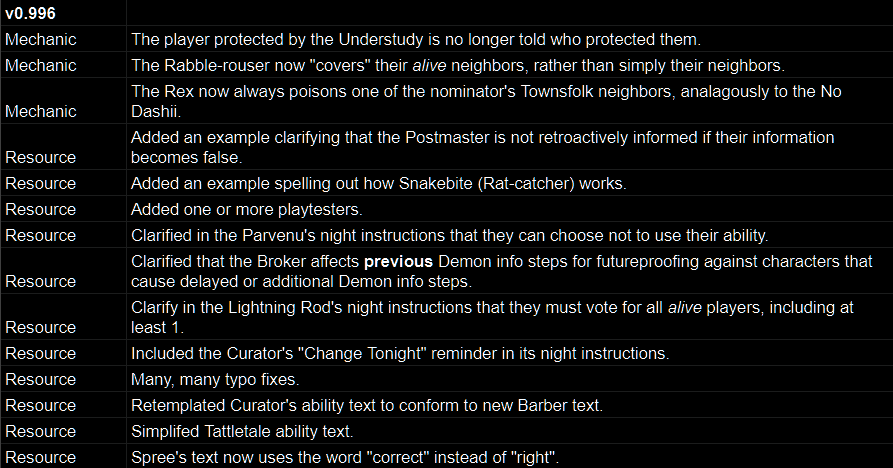 v0.996
Mechanic The player protected by the Understudy is no longer told who protected them.
Mechanic The Rabble-rouser now "covers" their alive neighbors, rather than simply their neighbors.
The Rex now always poisons one of the nominator's Townsfolk neighbors, analagously to the No
Mechanic Dashii.
Added an example clarifying that the Postmaster is not retroactively informed if their information
Resource becomes false.
Resource Added an example spelling out how Snakebite (Rat-catcher) works.
Resource Added one or more playtesters.
Resource Clarified in the Parvenu's night instructions that they can choose not to use their ability.
Clarified that the Broker affects previous Demon info steps for futureproofing against characters that
Resource cause delayed or additional Demon info steps.
Clarify in the Lightning Rod's night instructions that they must vote for all alive players, including at
Resource least 1.
Resource Included the Curator's "Change Tonight" reminder in its night instructions.
Resource Many, many typo fixes.
Resource Retemplated Curator's ability text to conform to new Barber text.
Resource Simplifed Tattletale ability text.
Resource Spree's text now uses the word "correct" instead of "right".